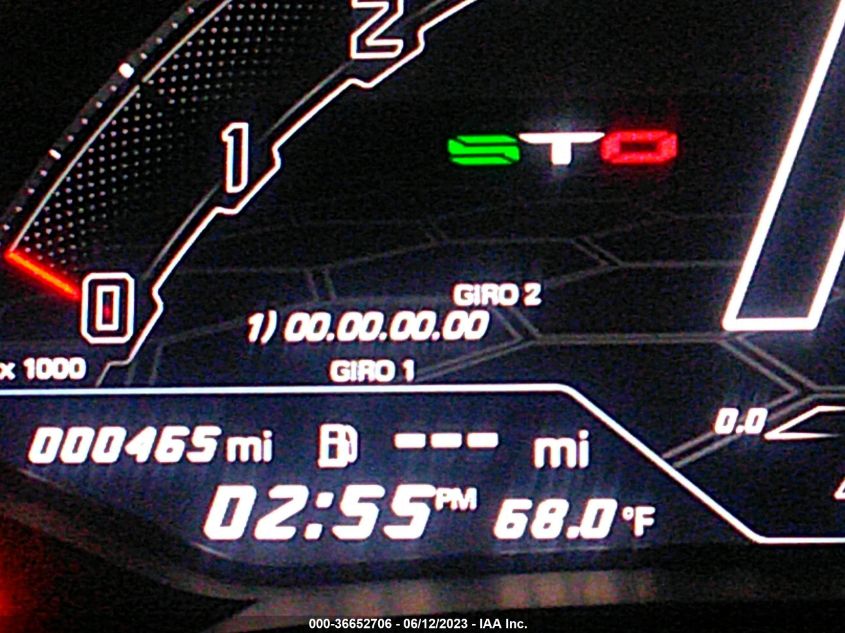 2
1
STO
0
GIRO 2
1) 00.00.00.00
x 1000
GIRO 1
000465 mi --- mi
0.0
02:55 PM 68.0 °F
000-36652706 - 06/12/2023 - IAA Inc.